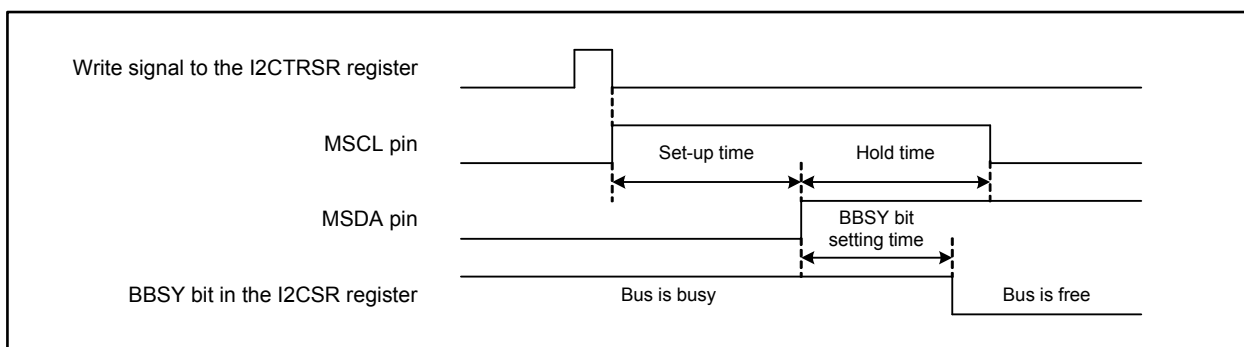 Write signal to the I2CTRSR register
MSCL pin
Set-up time
Hold time
MSDA pin
BBSY bit
setting time
BBSY bit in the I2CSR register
Bus is busy
Bus is free